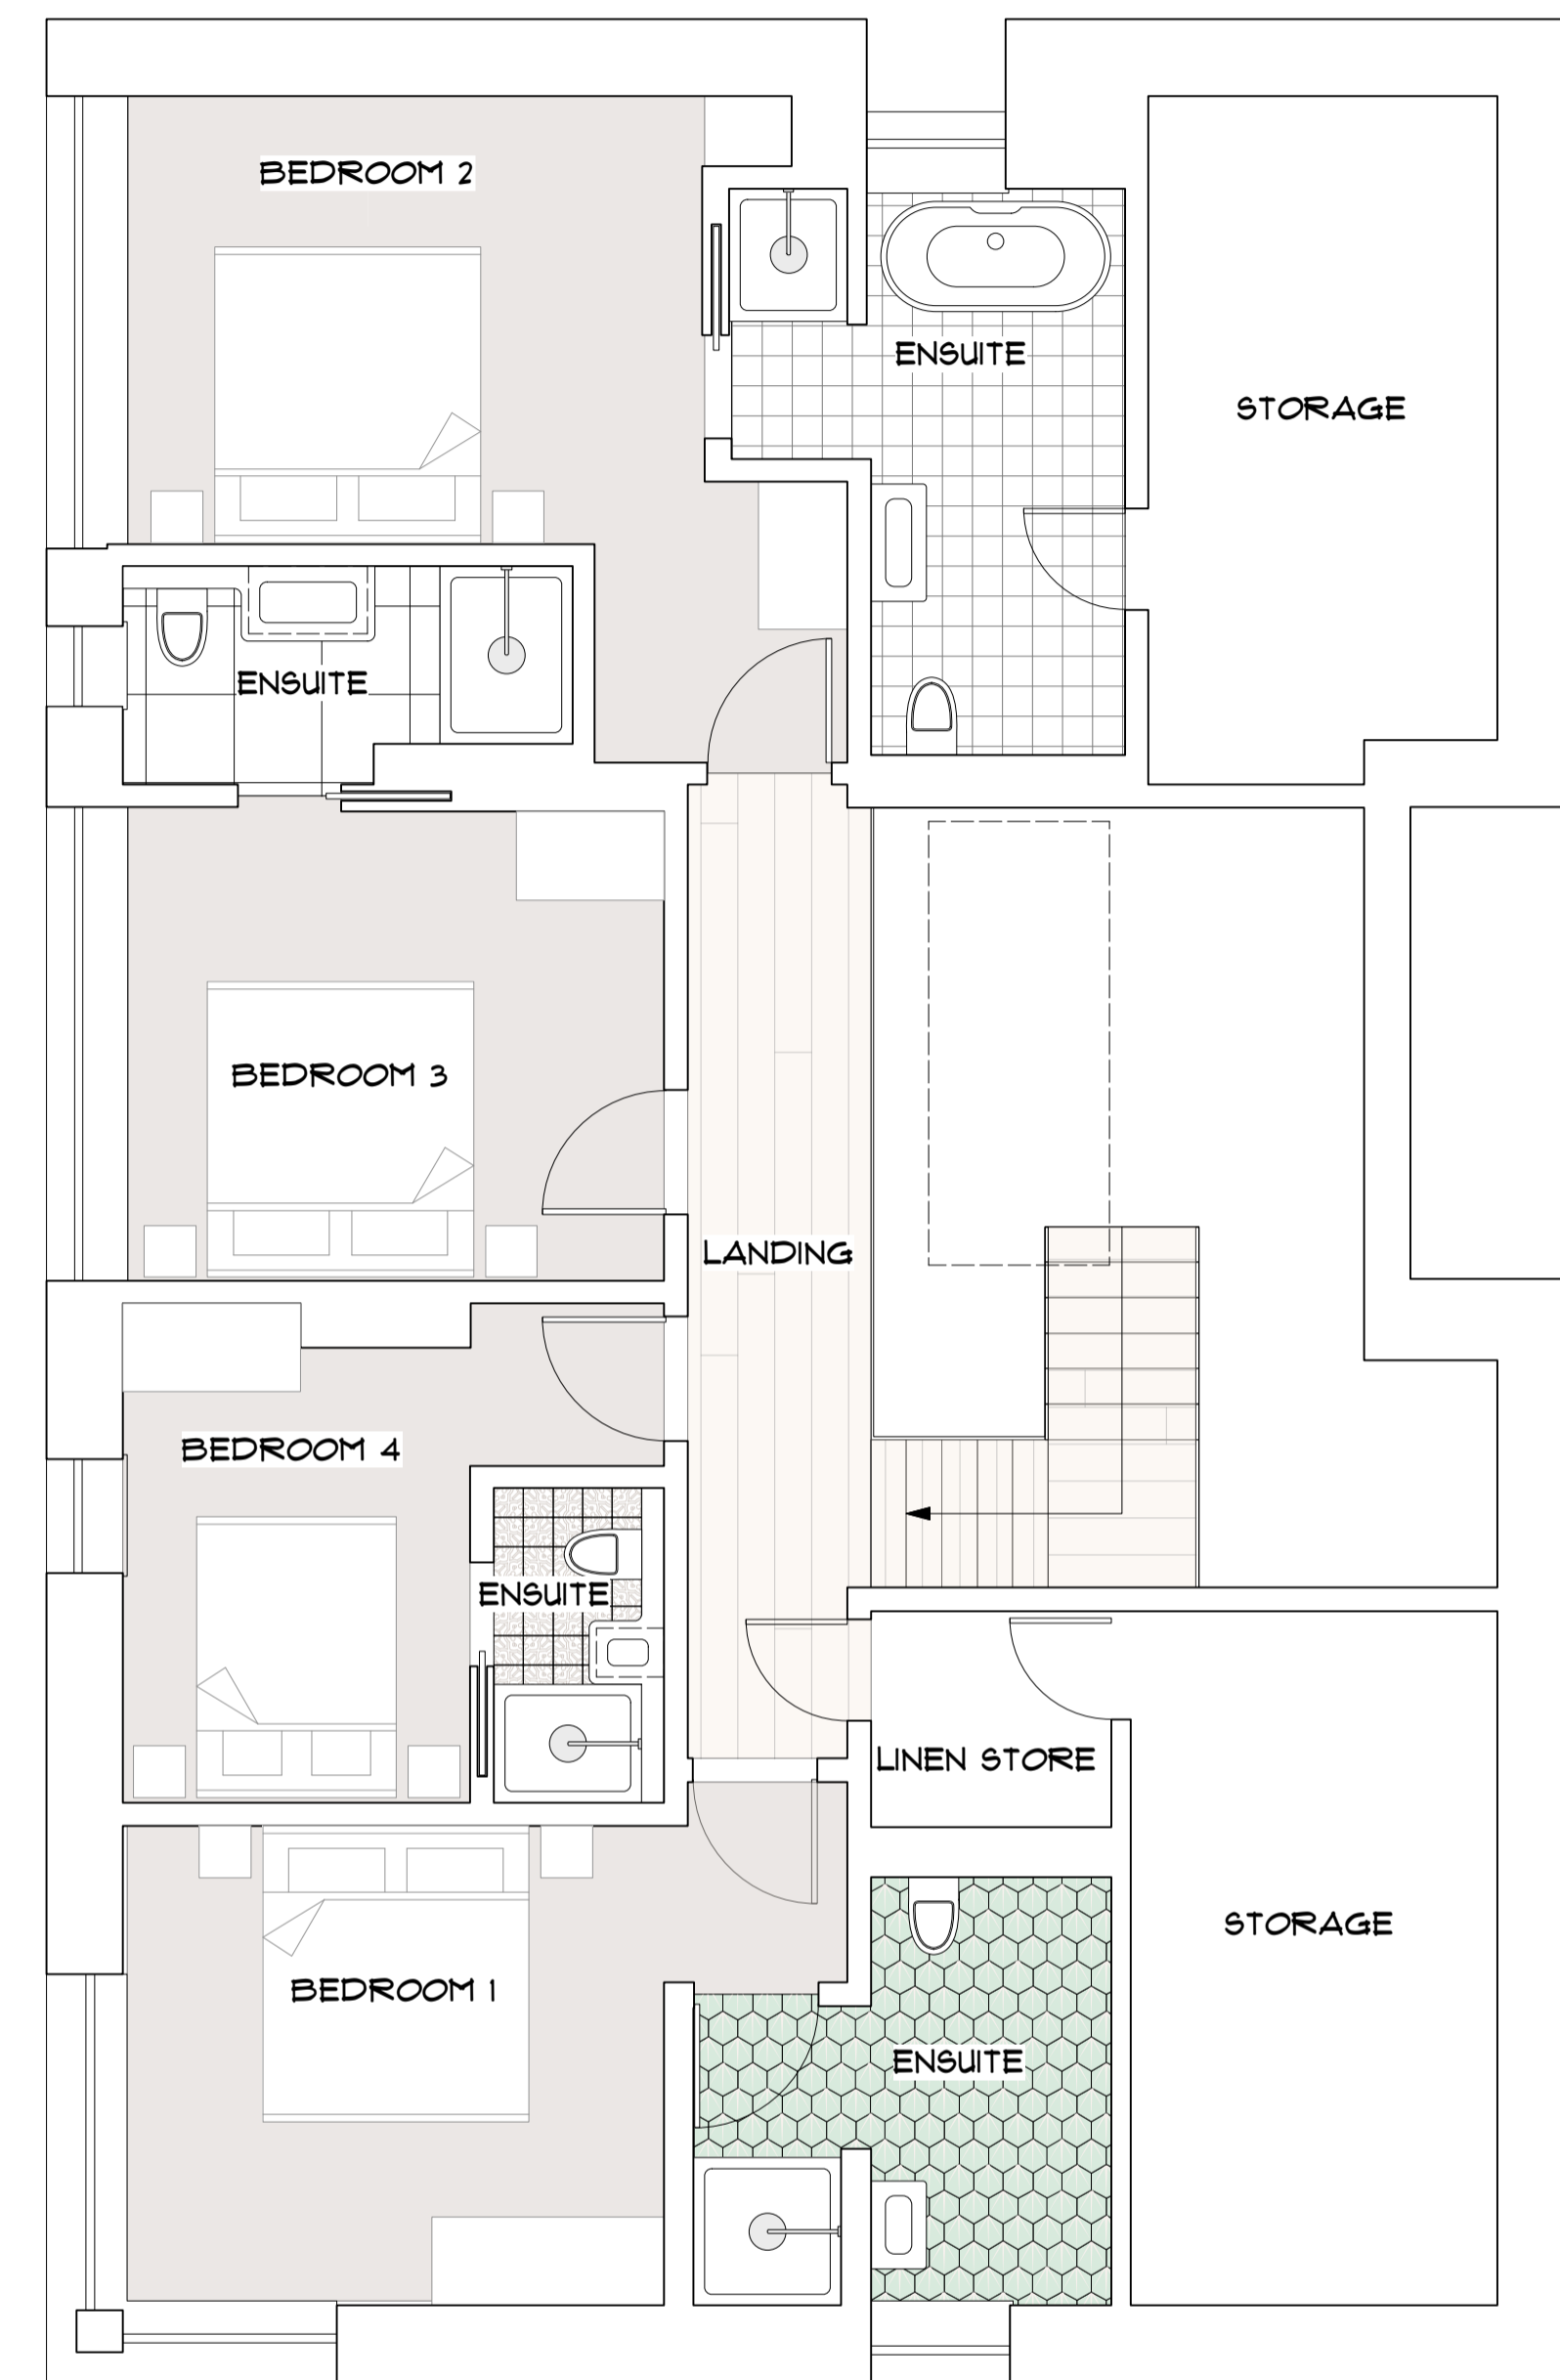 BEDROOM 2
ENSUITE
STORAGE
ENSUITE
BEDROOM 3
LANDING
BEDROOM 4
ENSUITE
LINEN STORE
STORAGE
BEDROOM 1
ENSUITE